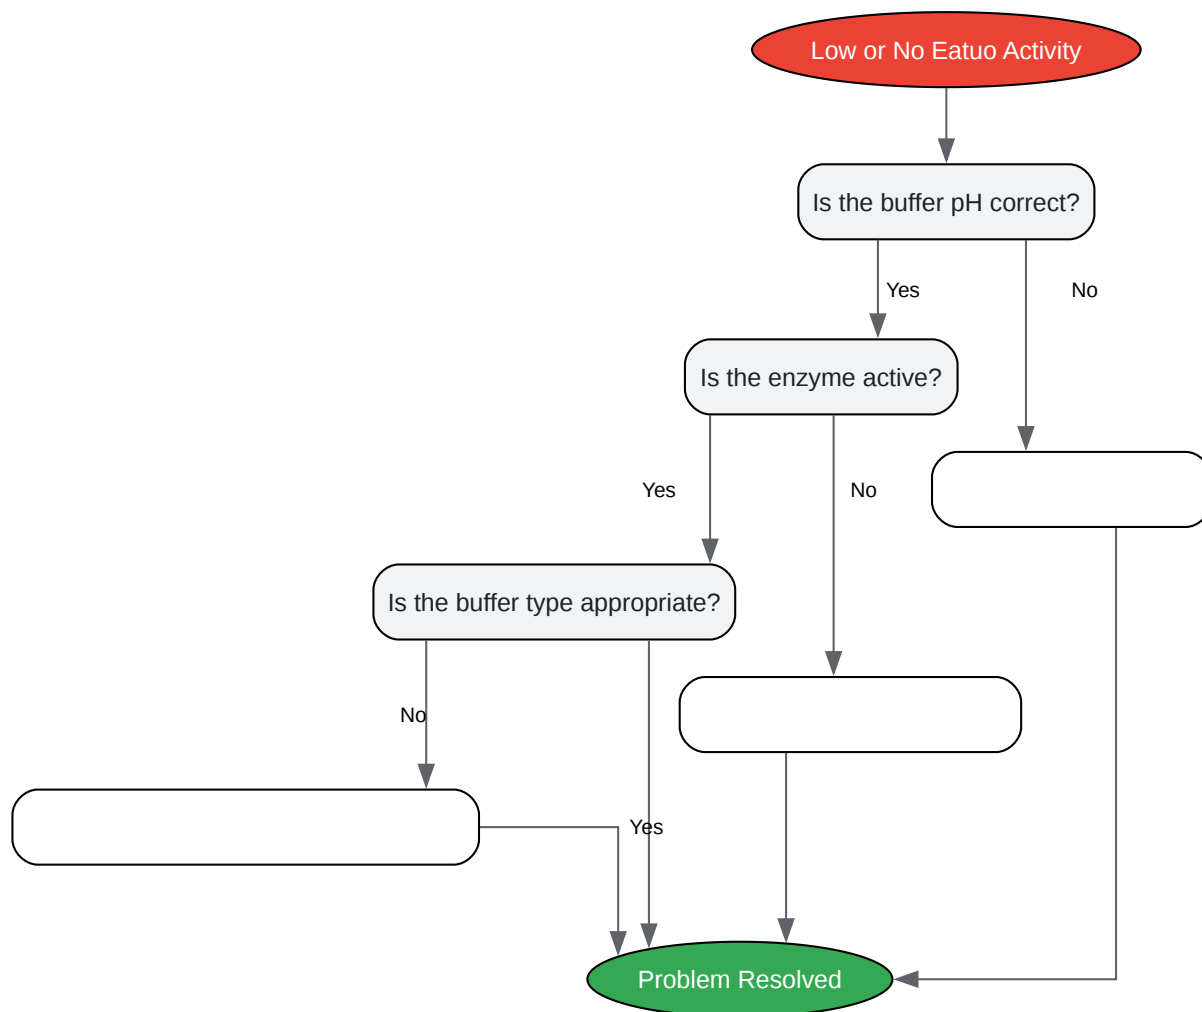 Low or No Eatuo Activity
Is the buffer pH correct?
Yes
No
Is the enzyme active?
Yes
No
Is the buffer type appropriate?
No
Yes
Problem Resolved